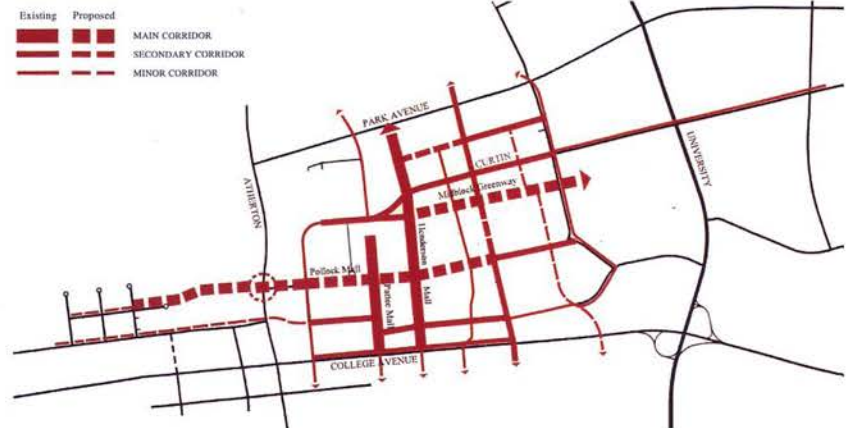 Existing Proposed
MAIN CORRIDOR
SECONDARY CORRIDOR
MINOR CORRIDOR
PARK AVENUE
CURTIN
UNIVERSITY
ATHERTON
Midblock Greenway
Henderson Mall
Pollock Mall
Pattee Mall
COLLEGE AVENUE